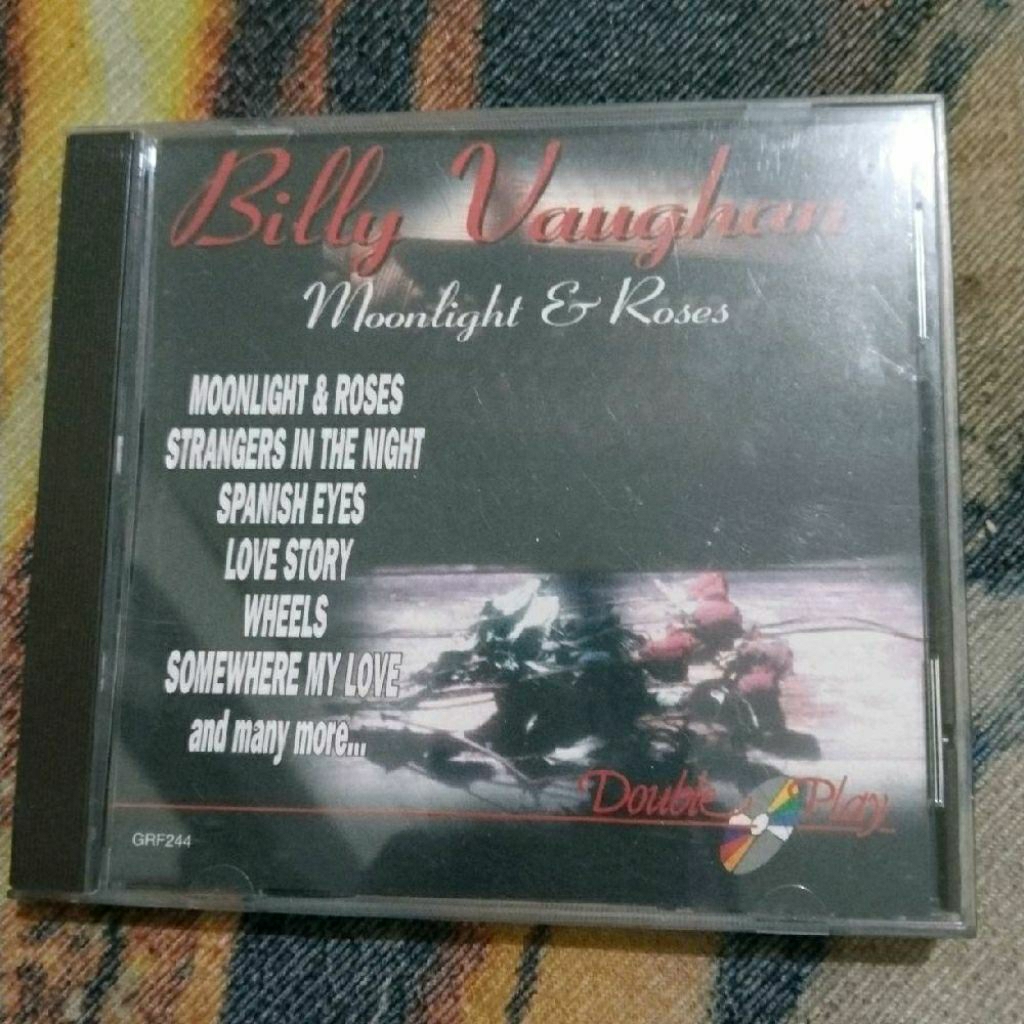 Billy Vaughan
Moonlight & Roses
MOONLIGHT & ROSES
STRANGERS IN THE NIGHT
SPANISH EYES
LOVE STORY
WHEELS
SOMEWHERE MY LOVE
and many more...
Double Play
GRF244